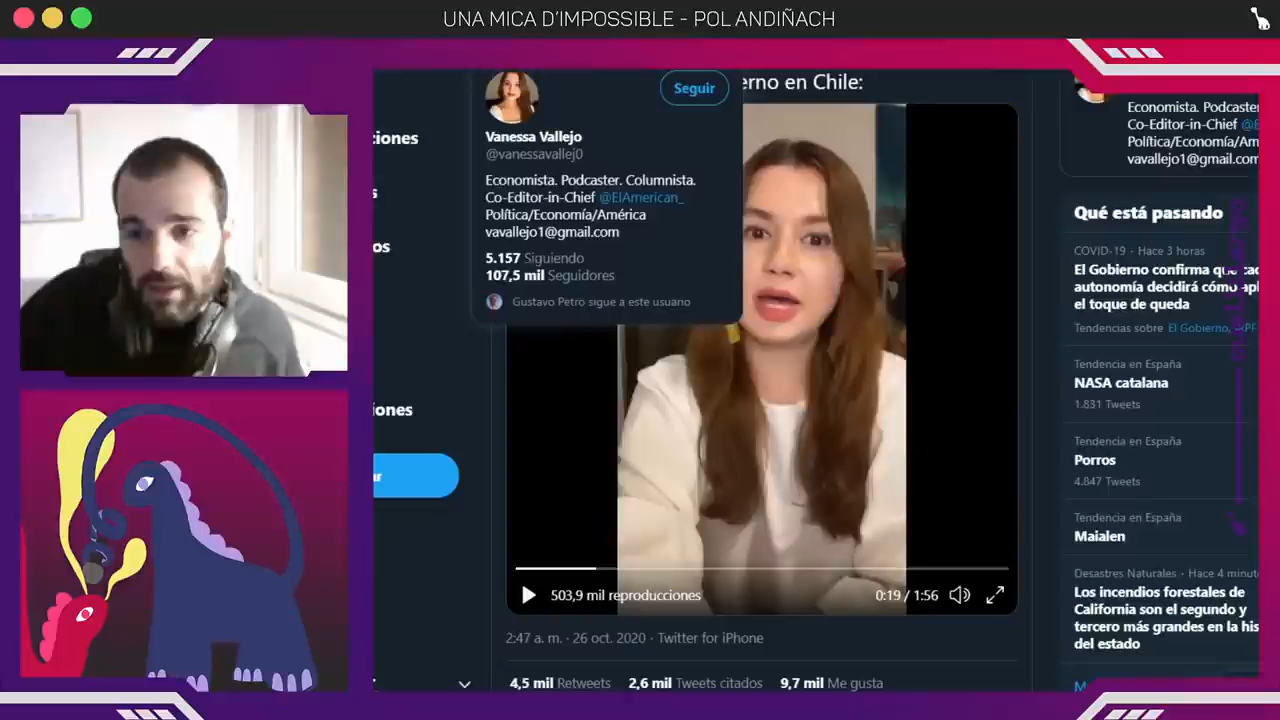 UNA MICA D'IMPOSSIBLE - POL ANDIÑACH
erno en Chile:
Seguir
Vanessa Vallejo
@vanessavallej0
Economista. Podcaster. Columnista.
Co-Editor-in-Chief @ElAmerican_
Política/Economía/América
vavallejo1@gmail.com
5.157 Siguiendo
107,5 mil Seguidores
Gustavo Petro sigue a este usuario
ciones
s
os
iones
ar
503,9 mil reproducciones
0:19 / 1:56
2:47 a. m. · 26 oct. 2020 · Twitter for iPhone
4,5 mil Retweets 2,6 mil Tweets citados 9,7 mil Me gusta
Economista. Podcaster
Co-Editor-in-Chief @E
Política/Economía/Am
vavallejo1@gmail.com
Qué está pasando
COVID-19 · Hace 3 horas
El Gobierno confirma que cad
autonomía decidirá cómo apl
el toque de queda
Tendencias sobre El Gobierno,
Tendencia en España
NASA catalana
1.831 Tweets
Tendencia en España
Porros
4.847 Tweets
Tendencia en España
Maialen
Desastres Naturales · Hace 4 minuto
Los incendios forestales de
California son el segundo y
tercero más grandes en la his
del estado